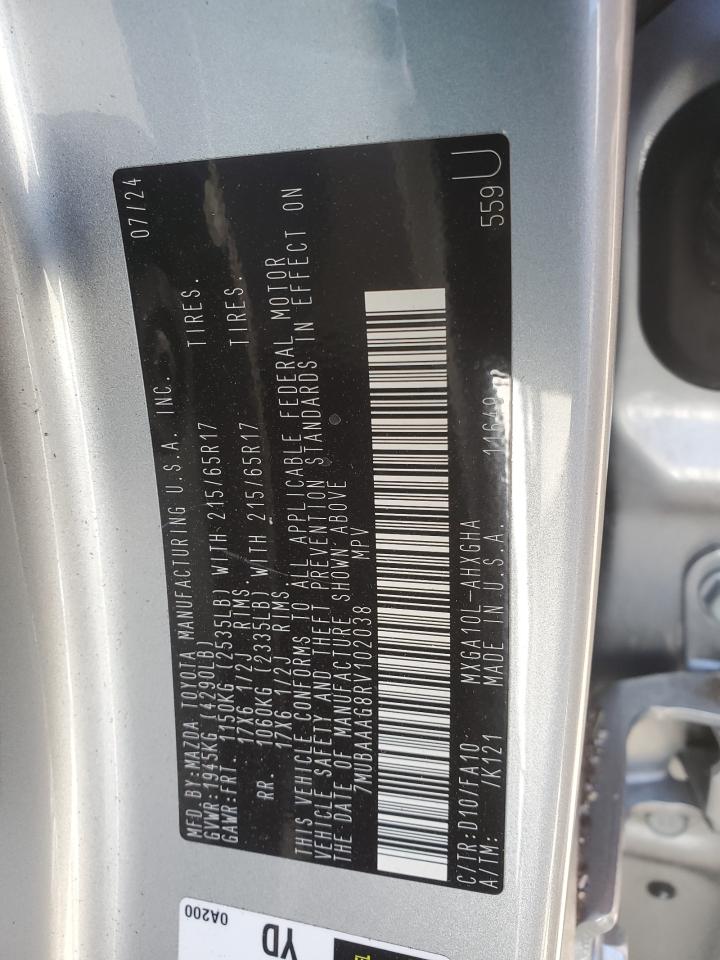 MFD.BY:MAZDA TOYOTA MANUFACTURING U.S.A. INC. 07/24
GVWR:1945KG (4290LB)
GAWR:FRT. 1150KG (2535LB) WITH 215/65R17 TIRES.
17X6 1/2J RIMS.
RR. 1060KG (2335LB) WITH 215/65R17 TIRES.
17X6 1/2J RIMS.
THIS VEHICLE CONFORMS TO ALL APPLICABLE FEDERAL MOTOR
VEHICLE SAFETY AND THEFT PREVENTION STANDARDS IN EFFECT ON
THE DATE OF MANUFACTURE SHOWN ABOVE
7MUBAAAG8RV102038 MPV
C/TR:D10/FA10 MXGA10L-AHXGHA
A/TM: /K121 MADE IN U.S.A. 11649 559 U
0A200
YD